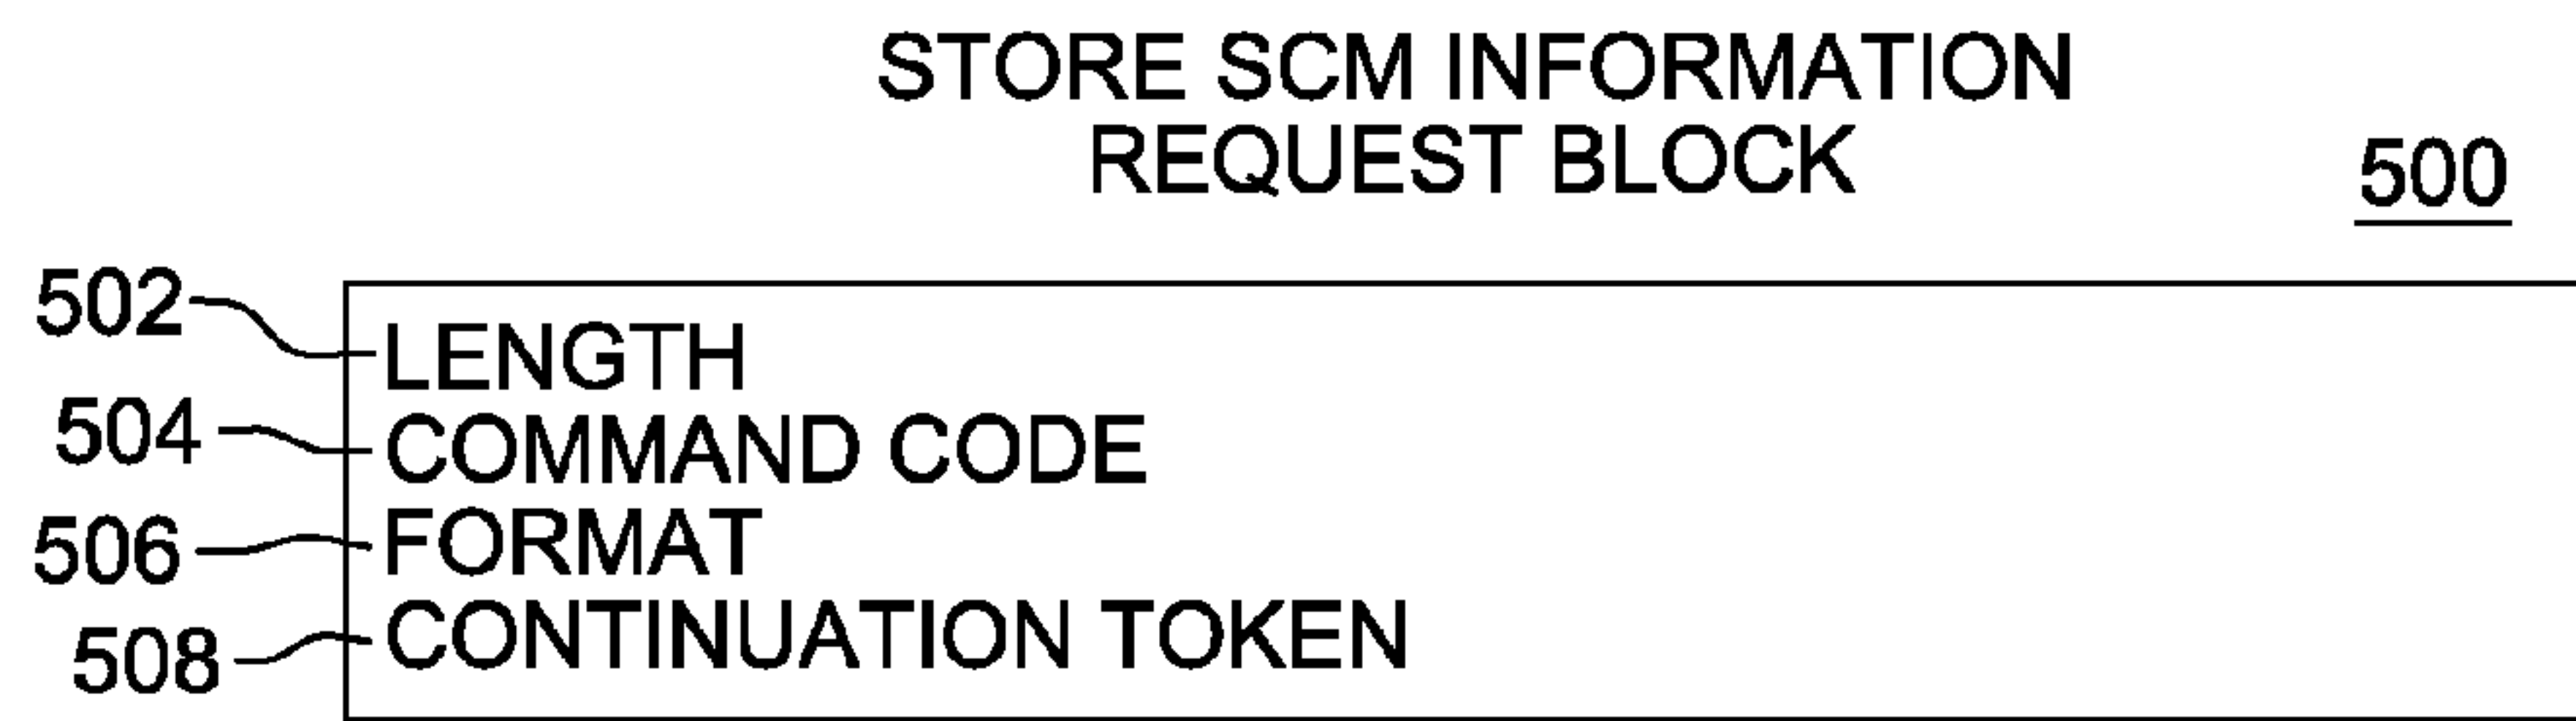 STORE SCM INFORMATION
REQUEST BLOCK
500
502 LENGTH
504 COMMAND CODE
506 FORMAT
508 CONTINUATION TOKEN